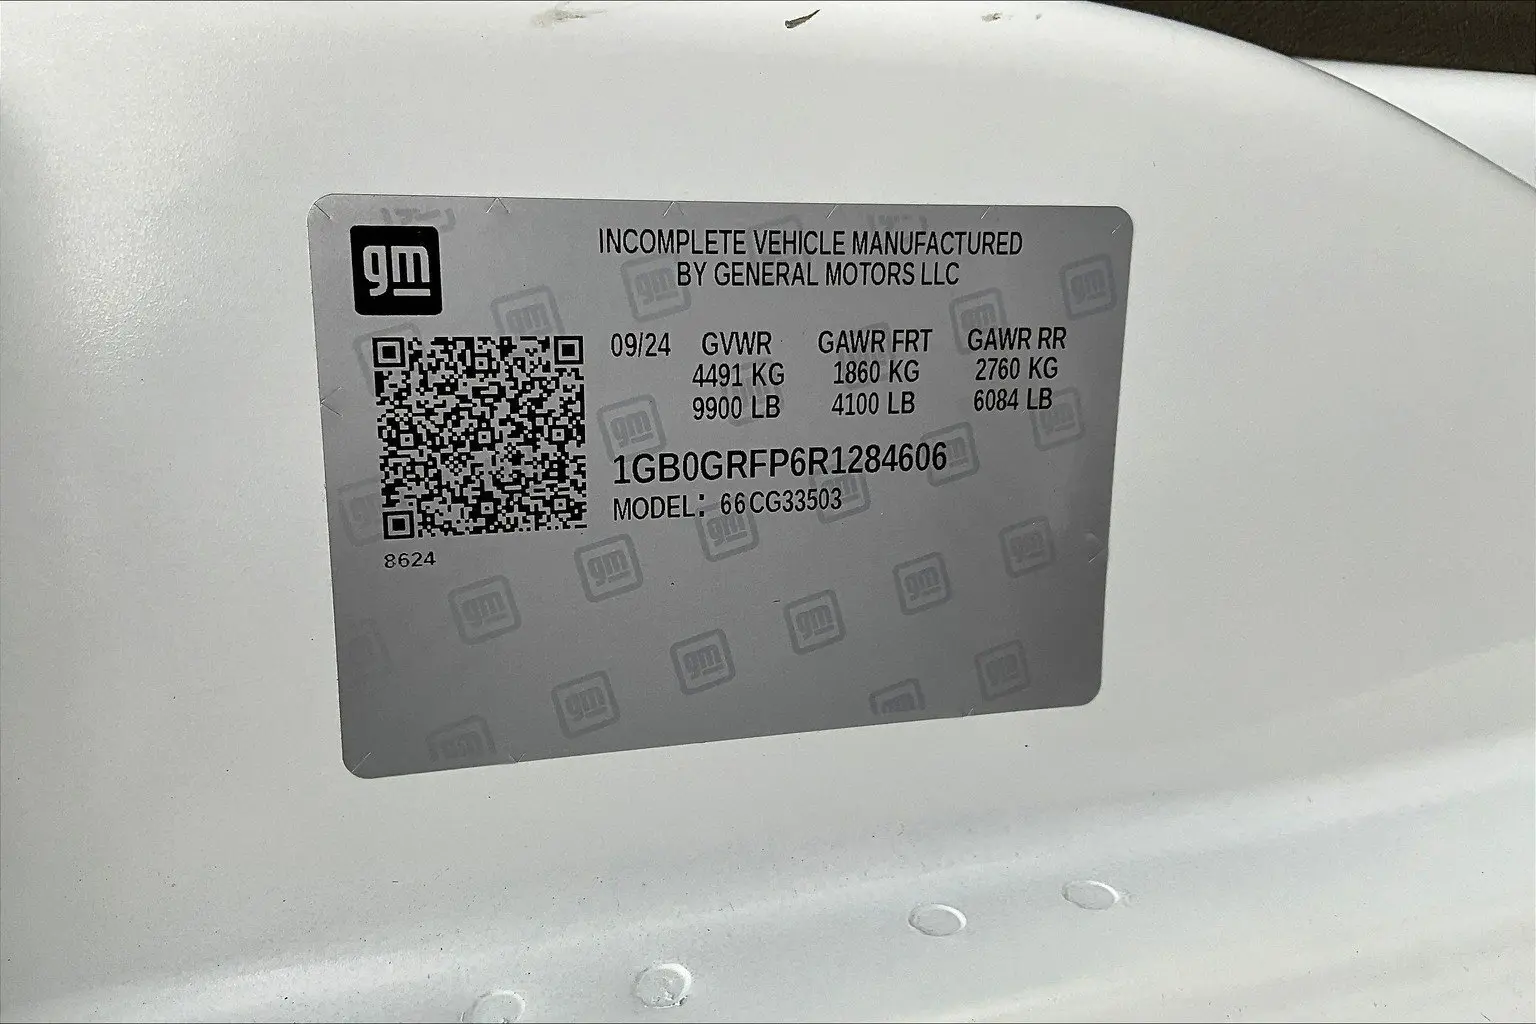 gm
INCOMPLETE VEHICLE MANUFACTURED
BY GENERAL MOTORS LLC
09/24 GVWR GAWR FRT GAWR RR
4491 KG 1860 KG 2760 KG
9900 LB 4100 LB 6084 LB
1GB0GRFP6R1284606
MODEL: 66CG33503
8624